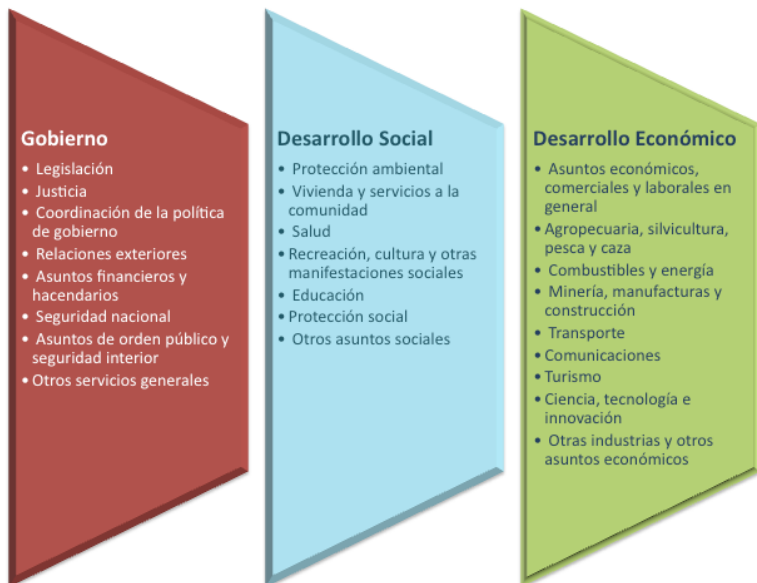 Gobierno
• Legislación
• Justicia
• Coordinación de la política
de gobierno
• Relaciones exteriores
• Asuntos financieros y
hacendarios
• Seguridad nacional
• Asuntos de orden público y
seguridad interior
• Otros servicios generales
Desarrollo Social
• Protección ambiental
• Vivienda y servicios a la
comunidad
• Salud
• Recreación, cultura y otras
manifestaciones sociales
• Educación
• Protección social
• Otros asuntos sociales
Desarrollo Económico
• Asuntos económicos,
comerciales y laborales en
general
• Agropecuaria, silvicultura,
pesca y caza
• Combustibles y energía
• Minería, manufacturas y
construcción
• Transporte
• Comunicaciones
• Turismo
• Ciencia, tecnología e
innovación
• Otras industrias y otros
asuntos económicos